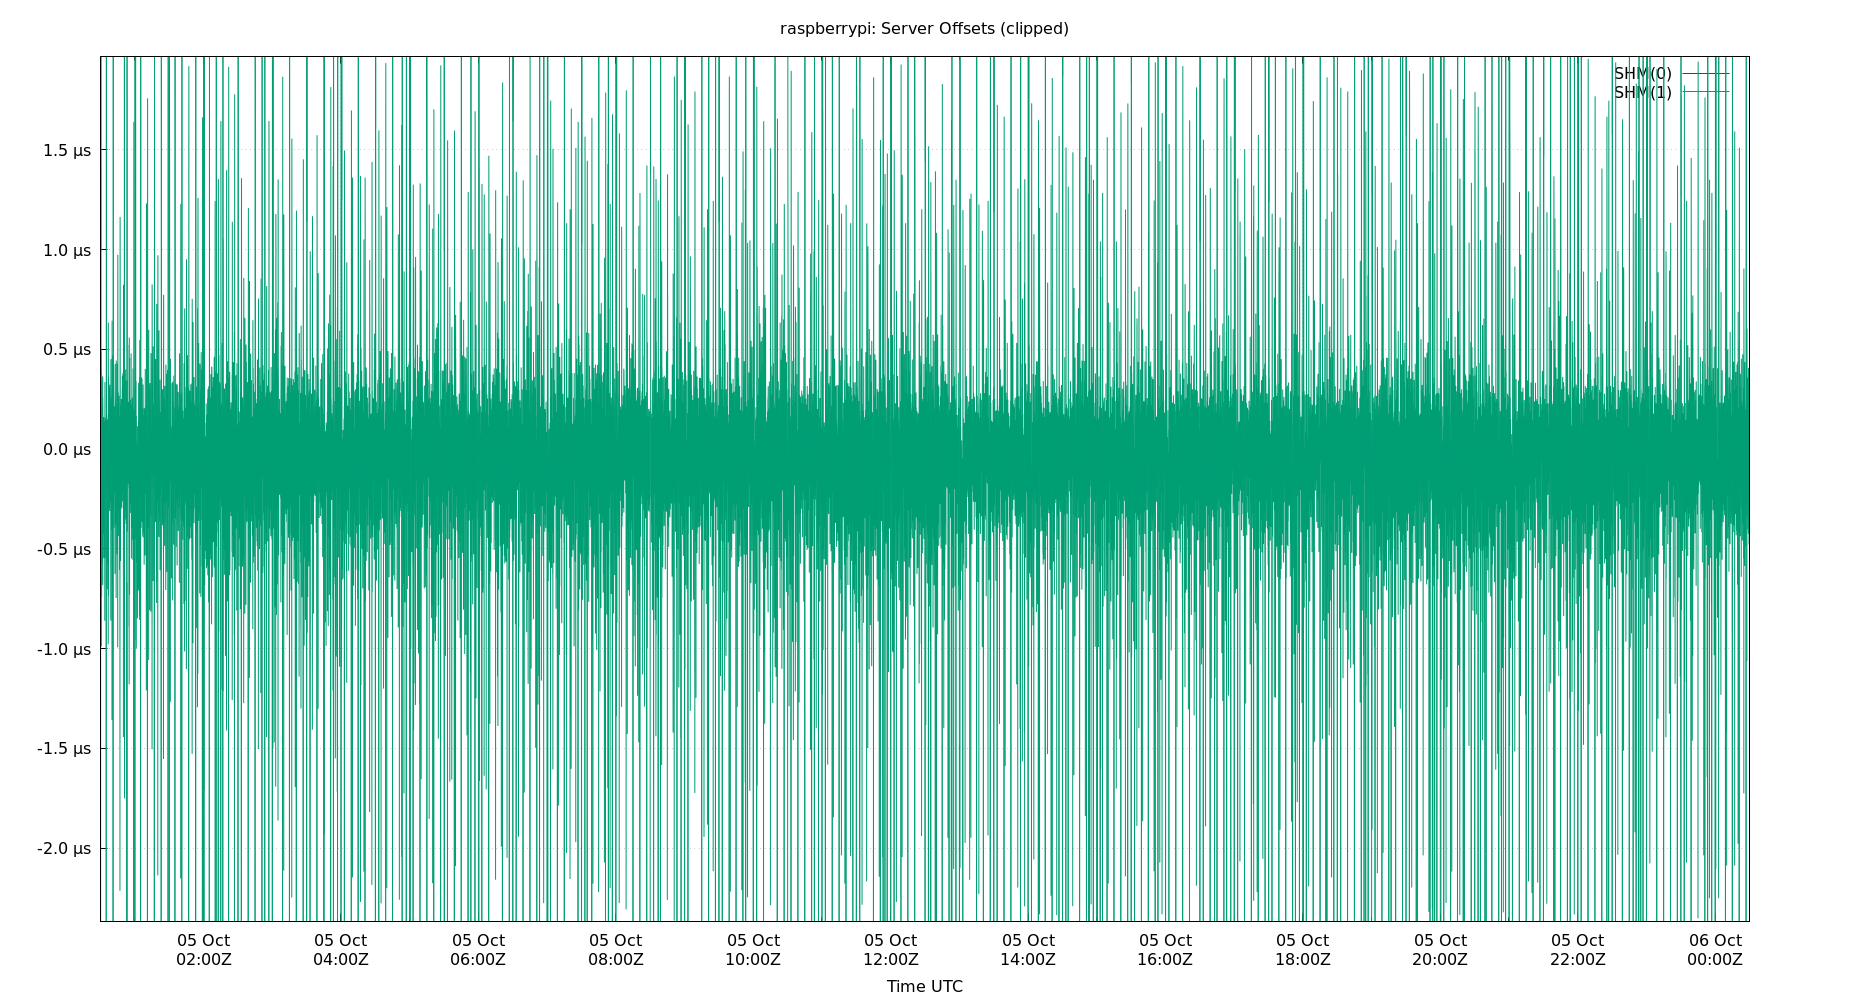 raspberrypi: Server Offsets (clipped)
SHM(0)
SHM(1)
1.5 µs
1.0 µs
0.5 µs
0.0 µs
-0.5 µs
-1.0 µs
-1.5 µs
-2.0 µs
05 Oct 05 Oct 05 Oct 05 Oct 05 Oct 05 Oct 05 Oct 05 Oct 05 Oct 05 Oct 05 Oct 06 Oct
02:00Z 04:00Z 06:00Z 08:00Z 10:00Z 12:00Z 14:00Z 16:00Z 18:00Z 20:00Z 22:00Z 00:00Z
Time UTC